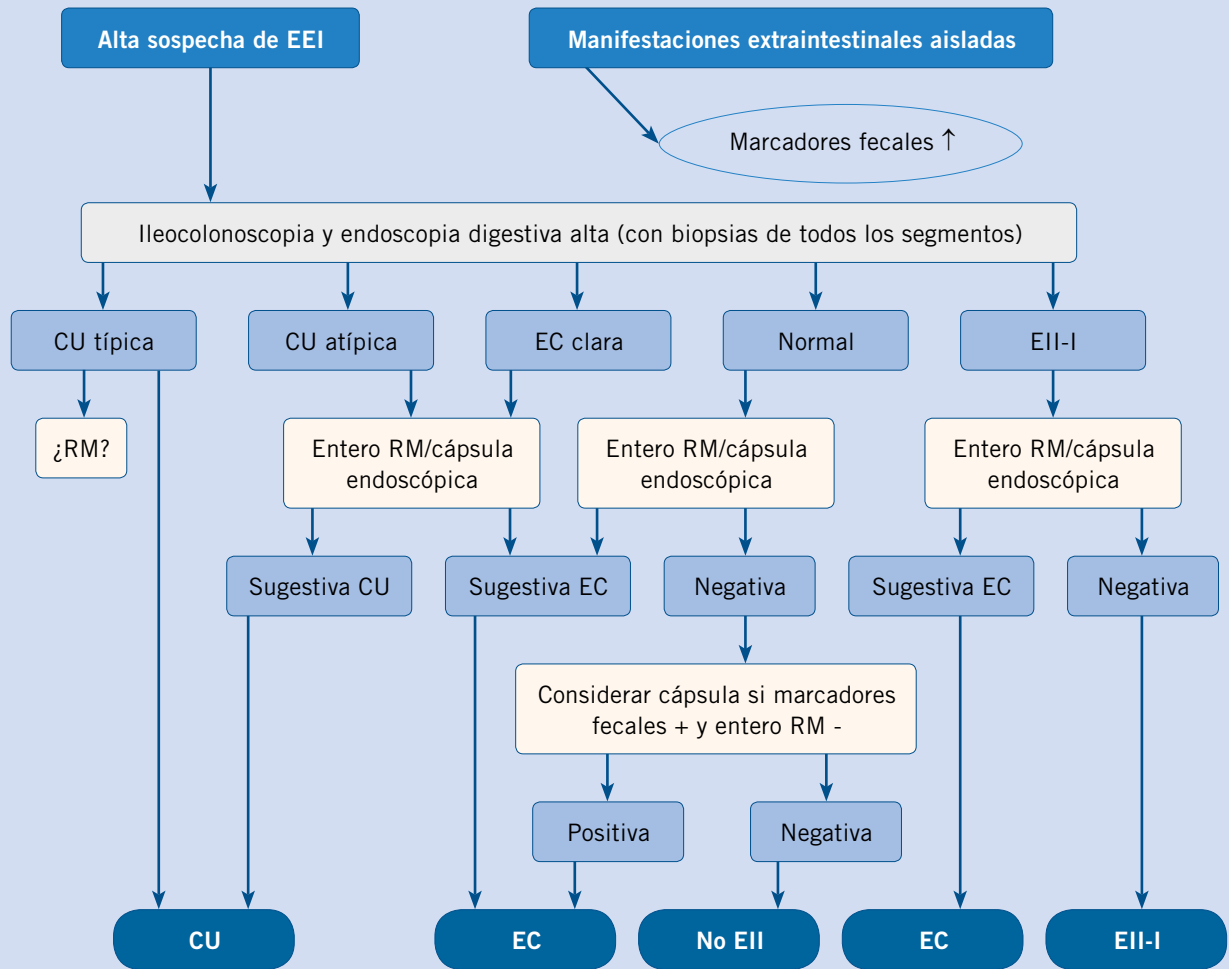 Alta sospecha de EEI
Manifestaciones extraintestinales aisladas
Marcadores fecales ↑
Ileocolonoscopia y endoscopia digestiva alta (con biopsias de todos los segmentos)
CU típica
CU atípica
EC clara
Normal
EII-I
¿RM?
Entero RM/cápsula
endoscópica
Entero RM/cápsula
endoscópica
Entero RM/cápsula
endoscópica
Sugestiva CU
Sugestiva EC
Negativa
Sugestiva EC
Negativa
Considerar cápsula si marcadores
fecales + y entero RM -
Positiva
Negativa
CU
EC
No EII
EC
EII-I